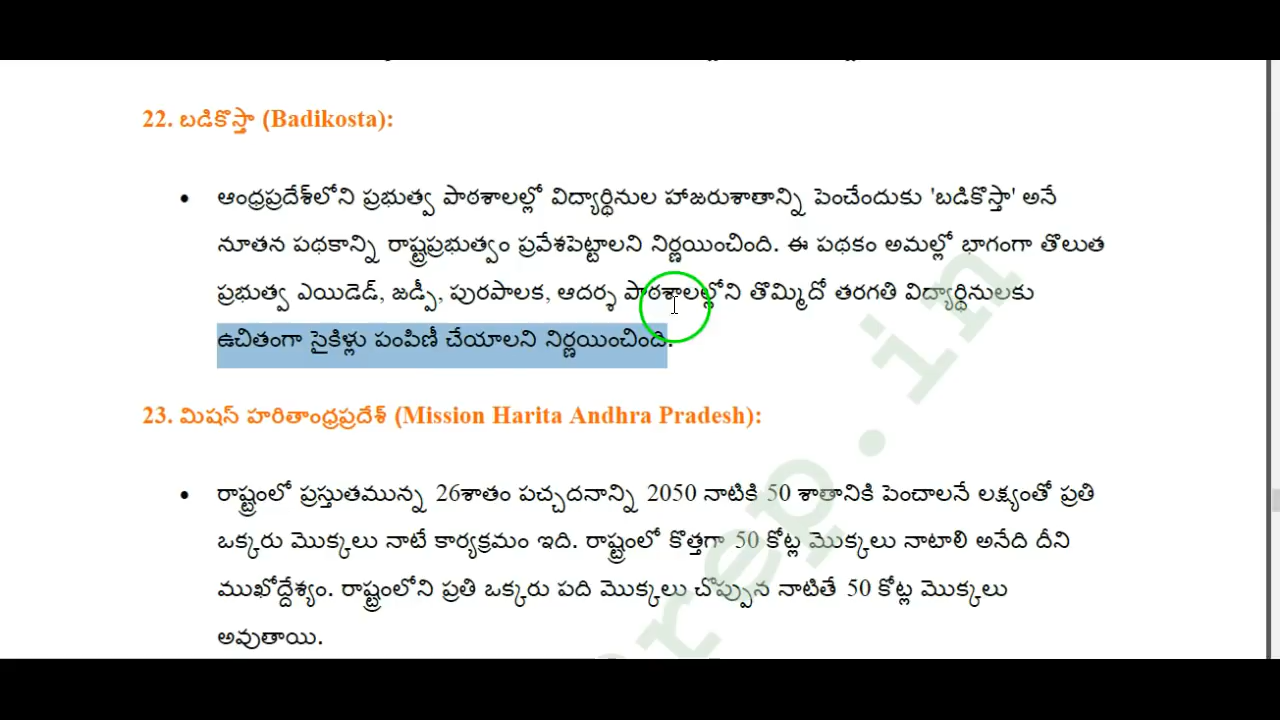 22. బడికొస్తా (Badikosta):
• ఆంధ్రప్రదేశ్‌లోని ప్రభుత్వ పాఠశాలల్లో విద్యార్థినుల హాజరుశాతాన్ని పెంచేందుకు 'బడికొస్తా' అనే
నూతన పథకాన్ని రాష్ట్రప్రభుత్వం ప్రవేశపెట్టాలని నిర్ణయించింది. ఈ పథకం అమల్లో భాగంగా తొలుత
ప్రభుత్వ ఎయిడెడ్, జడ్పీ, పురపాలక, ఆదర్శ పాఠశాలల్లోని తొమ్మిదో తరగతి విద్యార్థినులకు
ఉచితంగా సైకిళ్లు పంపిణీ చేయాలని నిర్ణయించింది.
23. మిషన్ హరితాంధ్రప్రదేశ్ (Mission Harita Andhra Pradesh):
• రాష్ట్రంలో ప్రస్తుతమున్న 26శాతం పచ్చదనాన్ని 2050 నాటికి 50 శాతానికి పెంచాలనే లక్ష్యంతో ప్రతి
ఒక్కరు మొక్కలు నాటే కార్యక్రమం ఇది. రాష్ట్రంలో కొత్తగా 50 కోట్ల మొక్కలు నాటాలి అనేది దీని
ముఖోద్దేశ్యం. రాష్ట్రంలోని ప్రతి ఒక్కరు పది మొక్కలు చొప్పున నాటితే 50 కోట్ల మొక్కలు
అవుతాయి.
rep.in